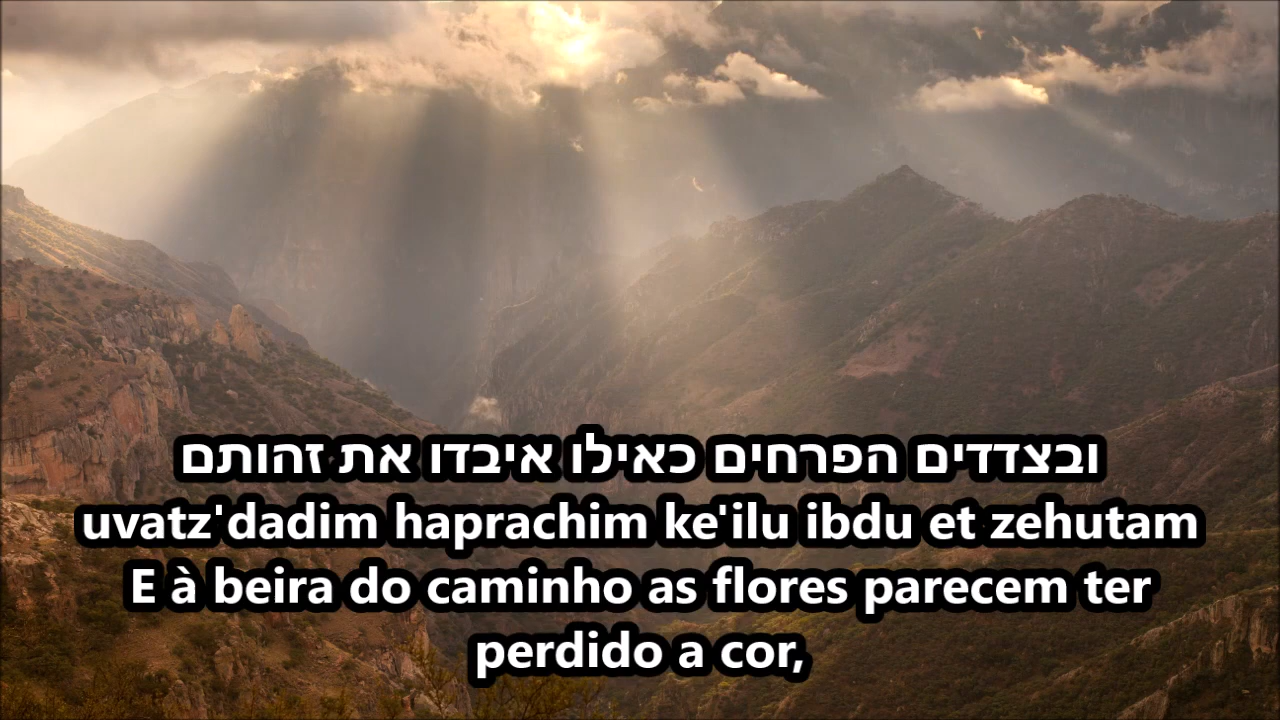 ובצדדים הפרחים כאילו איבדו את זהותם
uvatz'dadim haprachim ke'ilu ibdu et zehutam
E à beira do caminho as flores parecem ter
perdido a cor,